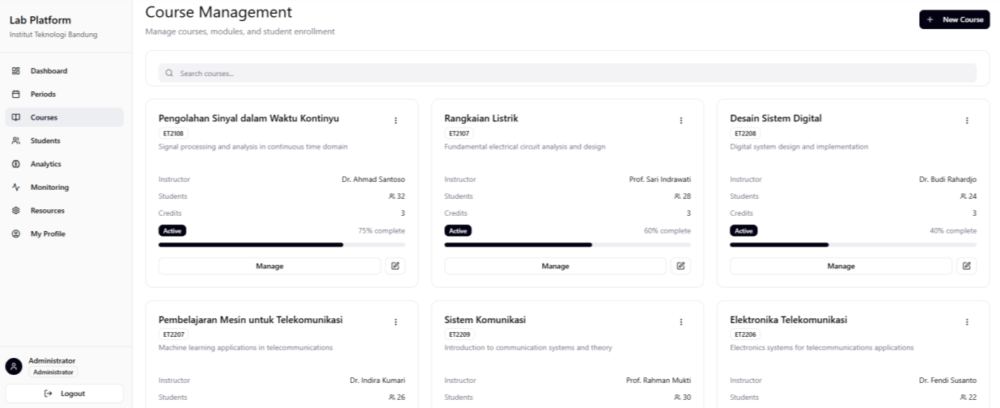 Lab Platform
Institut Teknologi Bandung
Dashboard
Periods
Courses
Students
Analytics
Monitoring
Resources
My Profile
Administrator
Administrator
Logout
Course Management
Manage courses, modules, and student enrollment
New Course
Search courses...
Pengolahan Sinyal dalam Waktu Kontinyu
ET2108
Signal processing and analysis in continuous time domain
Instructor Dr. Ahmad Santoso
Students 32
Credits 3
Active 75% complete
Manage
Rangkaian Listrik
ET2107
Fundamental electrical circuit analysis and design
Instructor Prof. Sari Indrawati
Students 28
Credits 3
Active 60% complete
Manage
Desain Sistem Digital
ET2208
Digital system design and implementation
Instructor Dr. Budi Rahardjo
Students 24
Credits 3
Active 40% complete
Manage
Pembelajaran Mesin untuk Telekomunikasi
ET2207
Machine learning applications in telecommunications
Instructor Dr. Indira Kumari
Students 26
Sistem Komunikasi
ET2209
Introduction to communication systems and theory
Instructor Prof. Rahman Mukti
Students 30
Elektronika Telekomunikasi
ET2206
Electronics systems for telecommunications applications
Instructor Dr. Fendi Susanto
Students 22